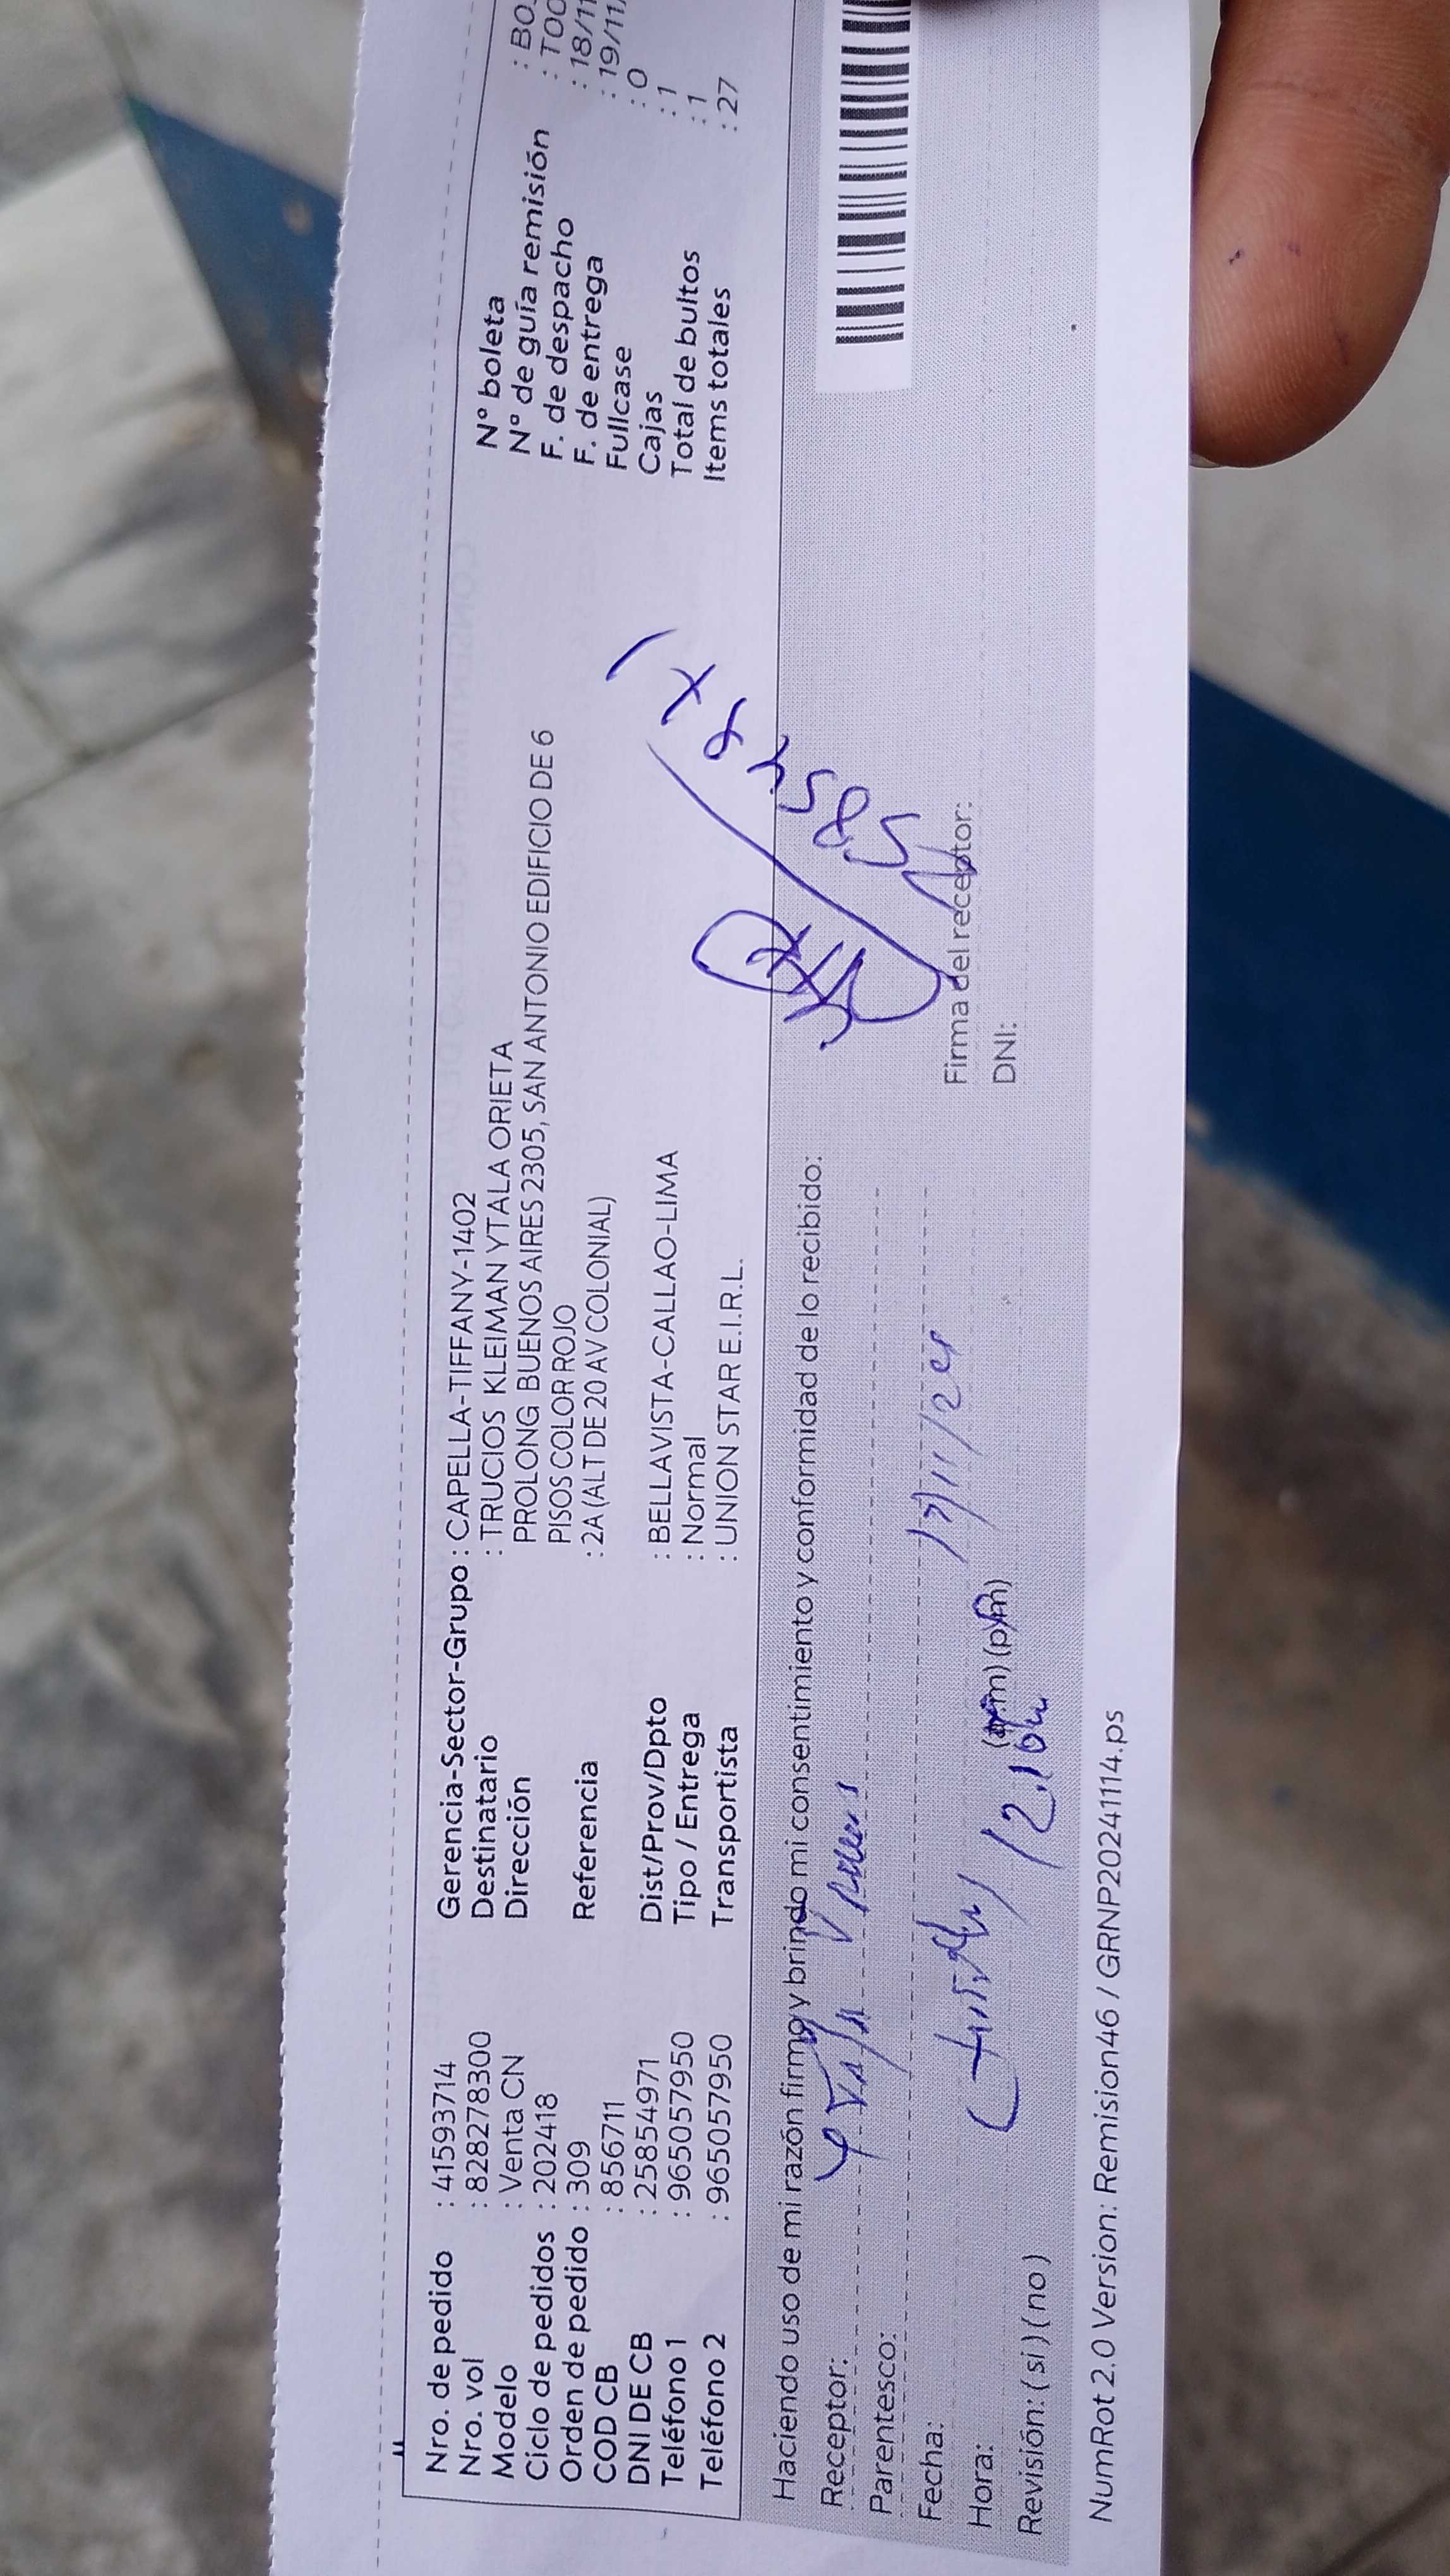 Nro. de pedido : 41593714 Gerencia-Sector-Grupo : CAPELLA-TIFFANY-1402 N° boleta : BO
Nro. vol : 828278300 Destinatario : TRUCIOS KLEIMAN YTALA ORIETA N° de guía remisión : TOO
Modelo : Venta CN Dirección PROLONG BUENOS AIRES 2305, SAN ANTONIO EDIFICIO DE 6 F. de despacho : 18/11
Ciclo de pedidos : 202418 PISOS COLOR ROJO F. de entrega : 19/11
Orden de pedido : 309 Referencia : 2A (ALT DE 20 AV COLONIAL) Fullcase : 0
COD CB : 856711 Cajas : 1
DNI DE CB : 25854971 Dist/Prov/Dpto : BELLAVISTA-CALLAO-LIMA Total de bultos : 1
Teléfono 1 : 965057950 Tipo / Entrega : Normal Items totales : 27
Teléfono 2 : 965057950 Transportista : UNION STAR E.I.R.L.
Haciendo uso de mi razón firmo y brindo mi consentimiento y conformidad de lo recibido:
Receptor:
Parentesco:
Fecha: Firma del receptor:
Hora: (am) (pm) DNI:
Revisión: ( si ) ( no )
NumRot 2.0 Version: Remision46 / GRNP20241114.ps